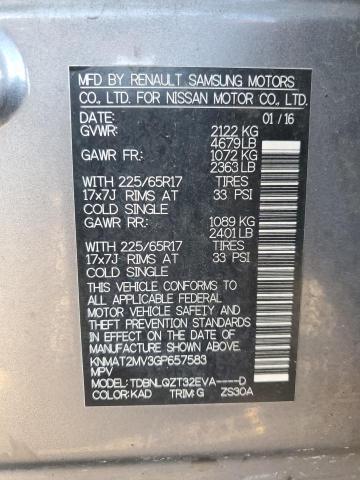 MFD BY RENAULT SAMSUNG MOTORS
CO., LTD. FOR NISSAN MOTOR CO., LTD.
DATE: 01/16
GVWR: 2122 KG
4679LB
GAWR FR: 1072 KG
2363LB
WITH 225/65R17 TIRES
17x7J RIMS AT 33 PSI
COLD SINGLE
GAWR RR: 1089 KG
2401LB
WITH 225/65R17 TIRES
17x7J RIMS AT 33 PSI
COLD SINGLE
THIS VEHICLE CONFORMS TO
ALL APPLICABLE FEDERAL
MOTOR VEHICLE SAFETY STANDARDS
IN EFFECT ON THE DATE OF
MANUFACTURE SHOWN ABOVE.
KNMAT2MV3GP657583
MPV
MODEL: TDBNLQZT32EVA----D
COLOR: KAD TRIM: G ZS30A